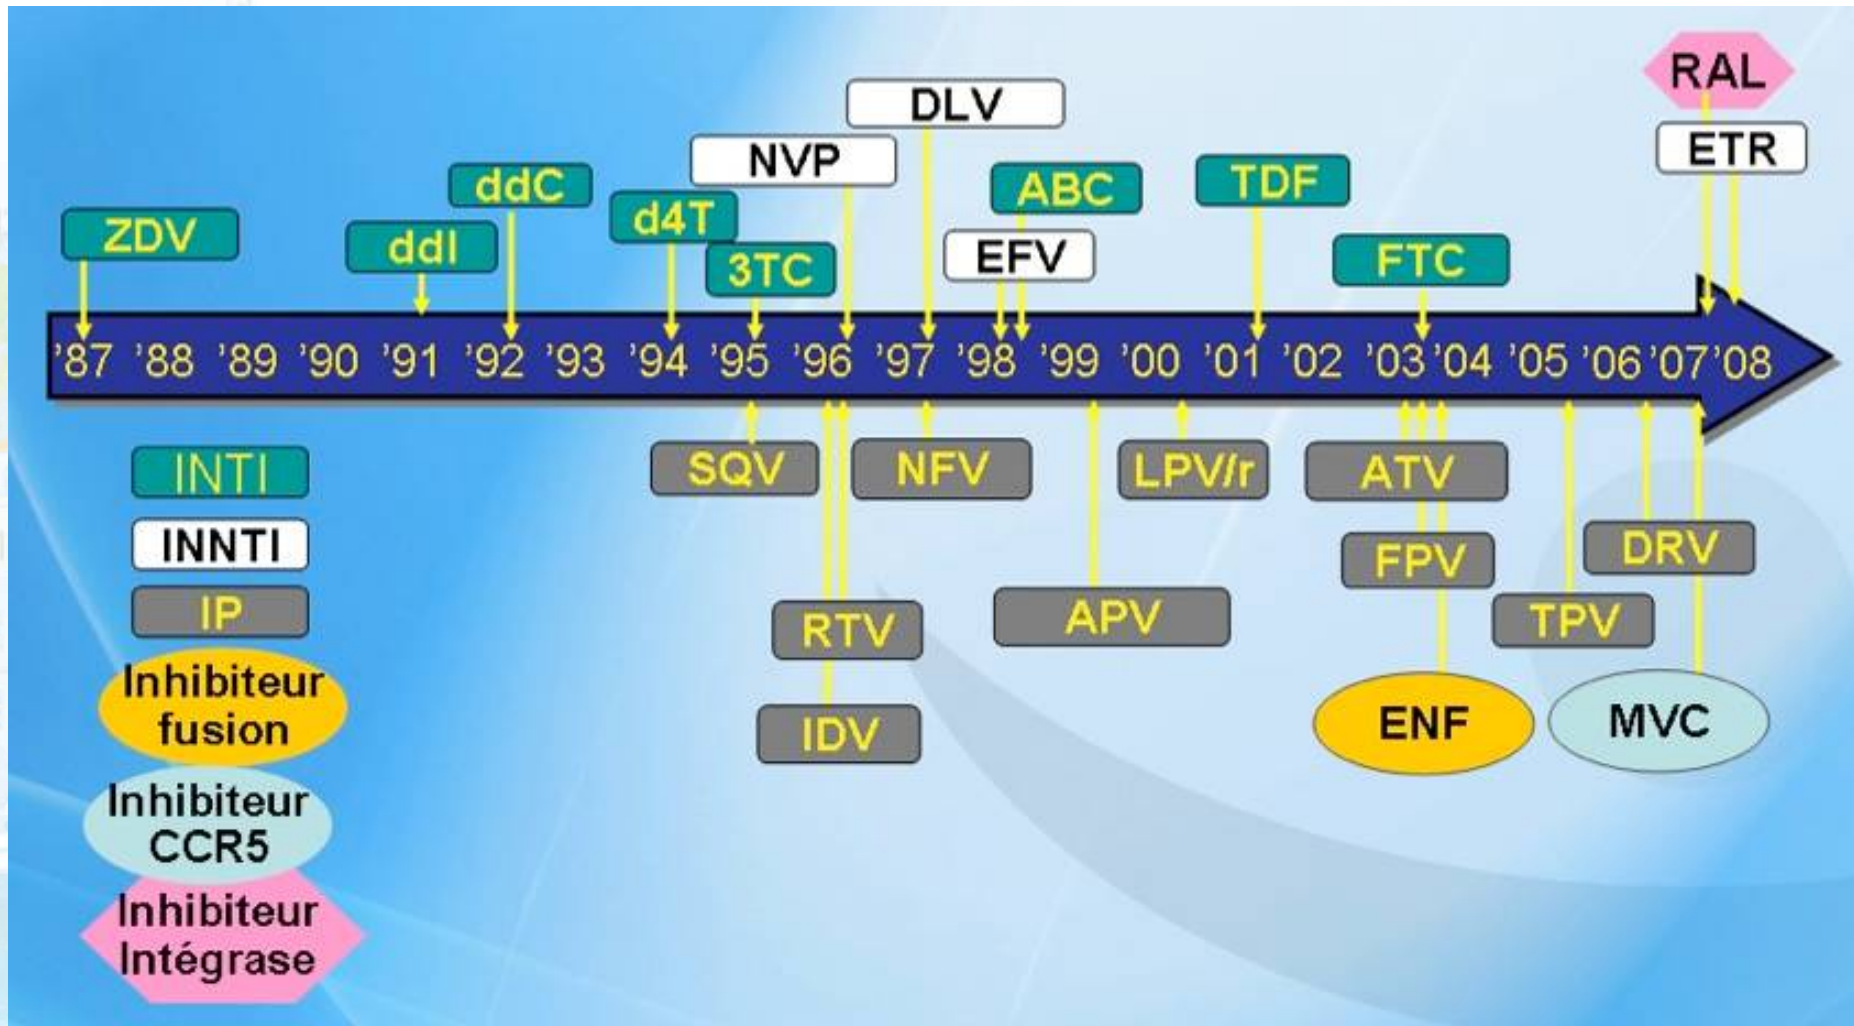 RAL
DLV
ETR
NVP
ddC
ABC
TDF
ZDV
d4T
ddI
3TC
EFV
FTC
’87 ’88 ’89 ’90 ’91 ’92 ’93 ’94 ’95 ’96 ’97 ’98 ’99 ’00 ’01 ’02 ’03 ’04 ’05 ’06 ’07 ’08
SQV
NFV
LPV/r
ATV
FPV
DRV
RTV
APV
TPV
IDV
ENF
MVC
INTI
INNTI
IP
Inhibiteur
fusion
Inhibiteur
CCR5
Inhibiteur
Intégrase